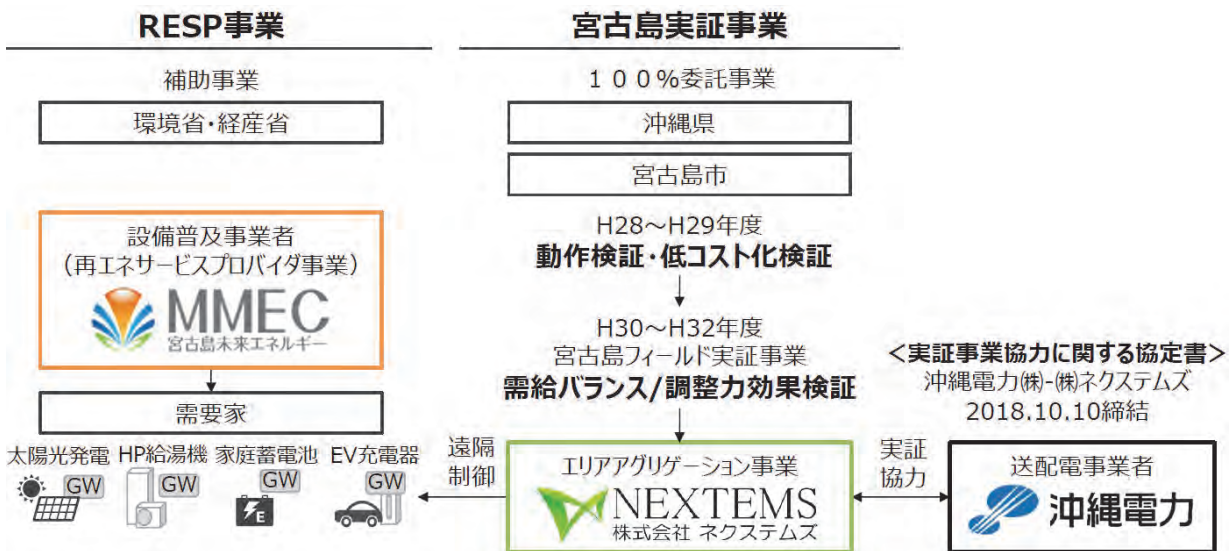 RESP事業
補助事業
環境省・経産省
設備普及事業者
（再エネサービスプロバイダ事業）
MMEC
宮古島未来エネルギー
需要家
太陽光発電 HP給湯機 家庭蓄電池 EV充電器
GW GW GW GW
E
宮古島実証事業
１００％委託事業
沖縄県
宮古島市
H28～H29年度
動作検証・低コスト化検証
H30～H32年度
宮古島フィールド実証事業
需給バランス/調整力効果検証
遠隔
制御
エリアアグリゲーション事業
NEXTEMS
株式会社 ネクステムズ
実証
協力
＜実証事業協力に関する協定書＞
沖縄電力㈱-㈱ネクステムズ
2018.10.10締結
送配電事業者
沖縄電力